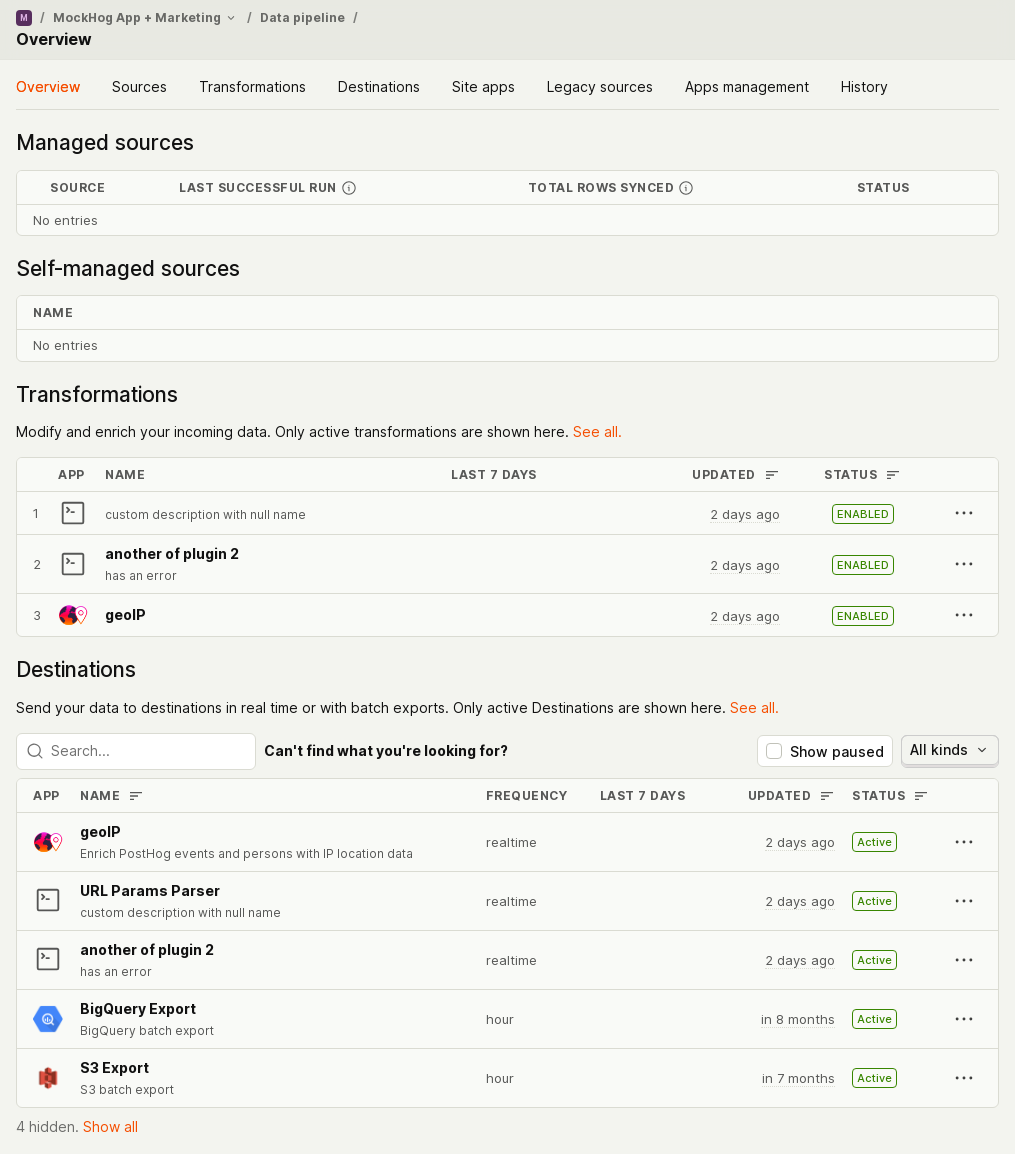 M / MockHog App + Marketing / Data pipeline /
Overview
Overview Sources Transformations Destinations Site apps Legacy sources Apps management History
Managed sources
SOURCE LAST SUCCESSFUL RUN TOTAL ROWS SYNCED STATUS
No entries
Self-managed sources
NAME
No entries
Transformations
Modify and enrich your incoming data. Only active transformations are shown here. See all.
APP NAME LAST 7 DAYS UPDATED STATUS
1 custom description with null name 2 days ago ENABLED
another of plugin 2
2 has an error 2 days ago ENABLED
3 geoIP 2 days ago ENABLED
Destinations
Send your data to destinations in real time or with batch exports. Only active Destinations are shown here. See all.
Search... Can't find what you're looking for? Show paused All kinds
APP NAME FREQUENCY LAST 7 DAYS UPDATED STATUS
geoIP
Enrich PostHog events and persons with IP location data realtime 2 days ago Active
URL Params Parser
custom description with null name realtime 2 days ago Active
another of plugin 2
has an error realtime 2 days ago Active
BigQuery Export
BigQuery batch export hour in 8 months Active
S3 Export
S3 batch export hour in 7 months Active
4 hidden. Show all